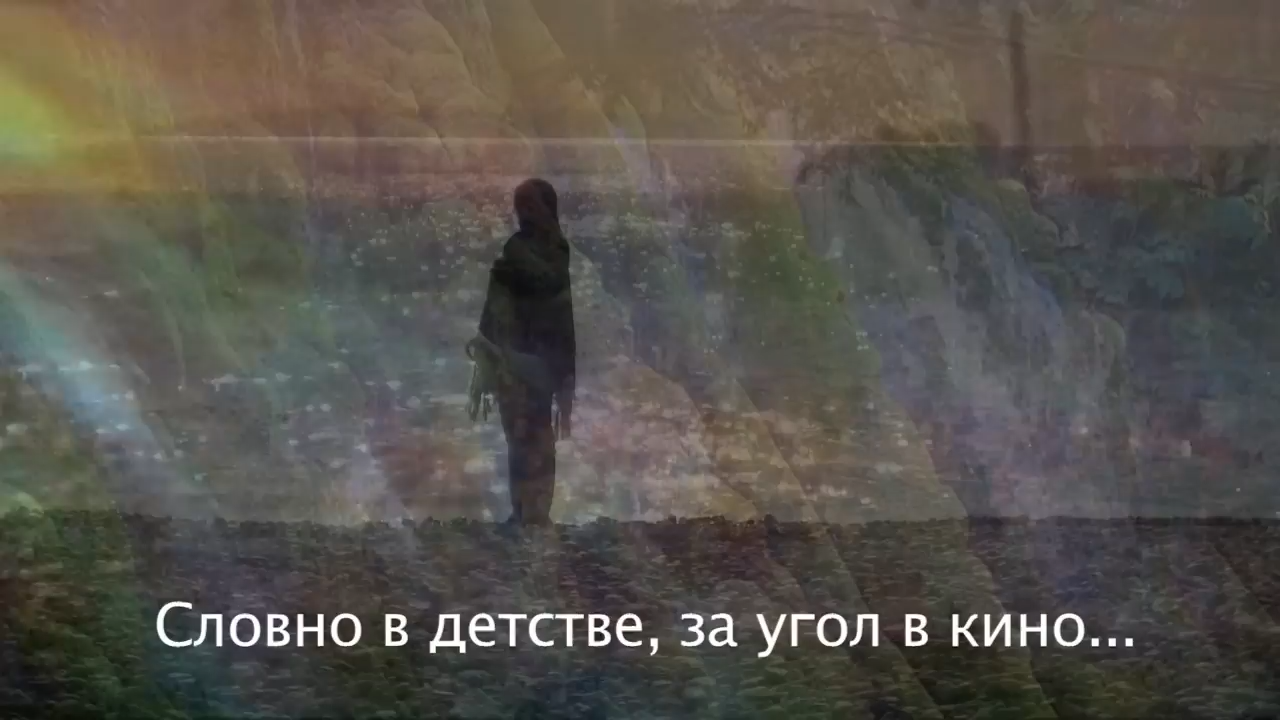 Словно в детстве, за угол в кино...